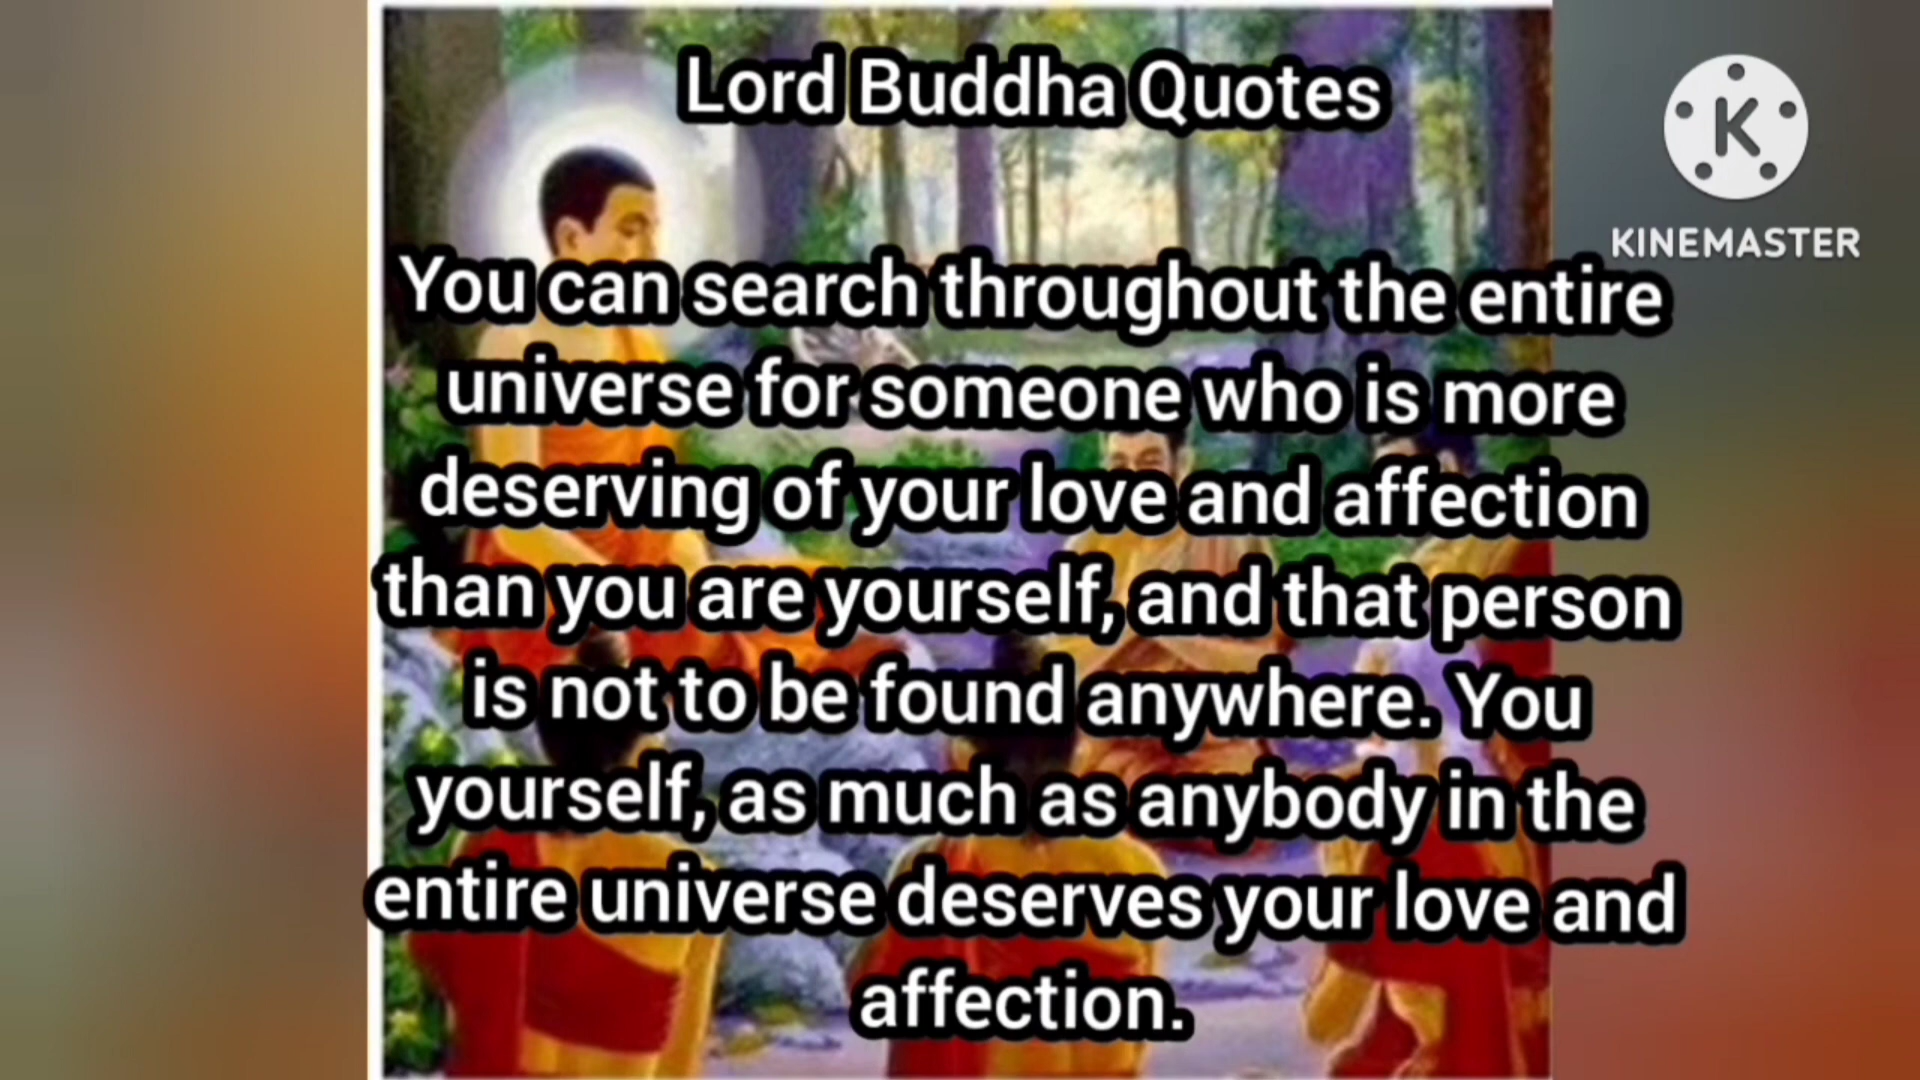 Lord Buddha Quotes
K
KINEMASTER
You can search throughout the entire
universe for someone who is more
deserving of your love and affection
than you are yourself, and that person
is not to be found anywhere. You
yourself, as much as anybody in the
entire universe deserves your love and
affection.